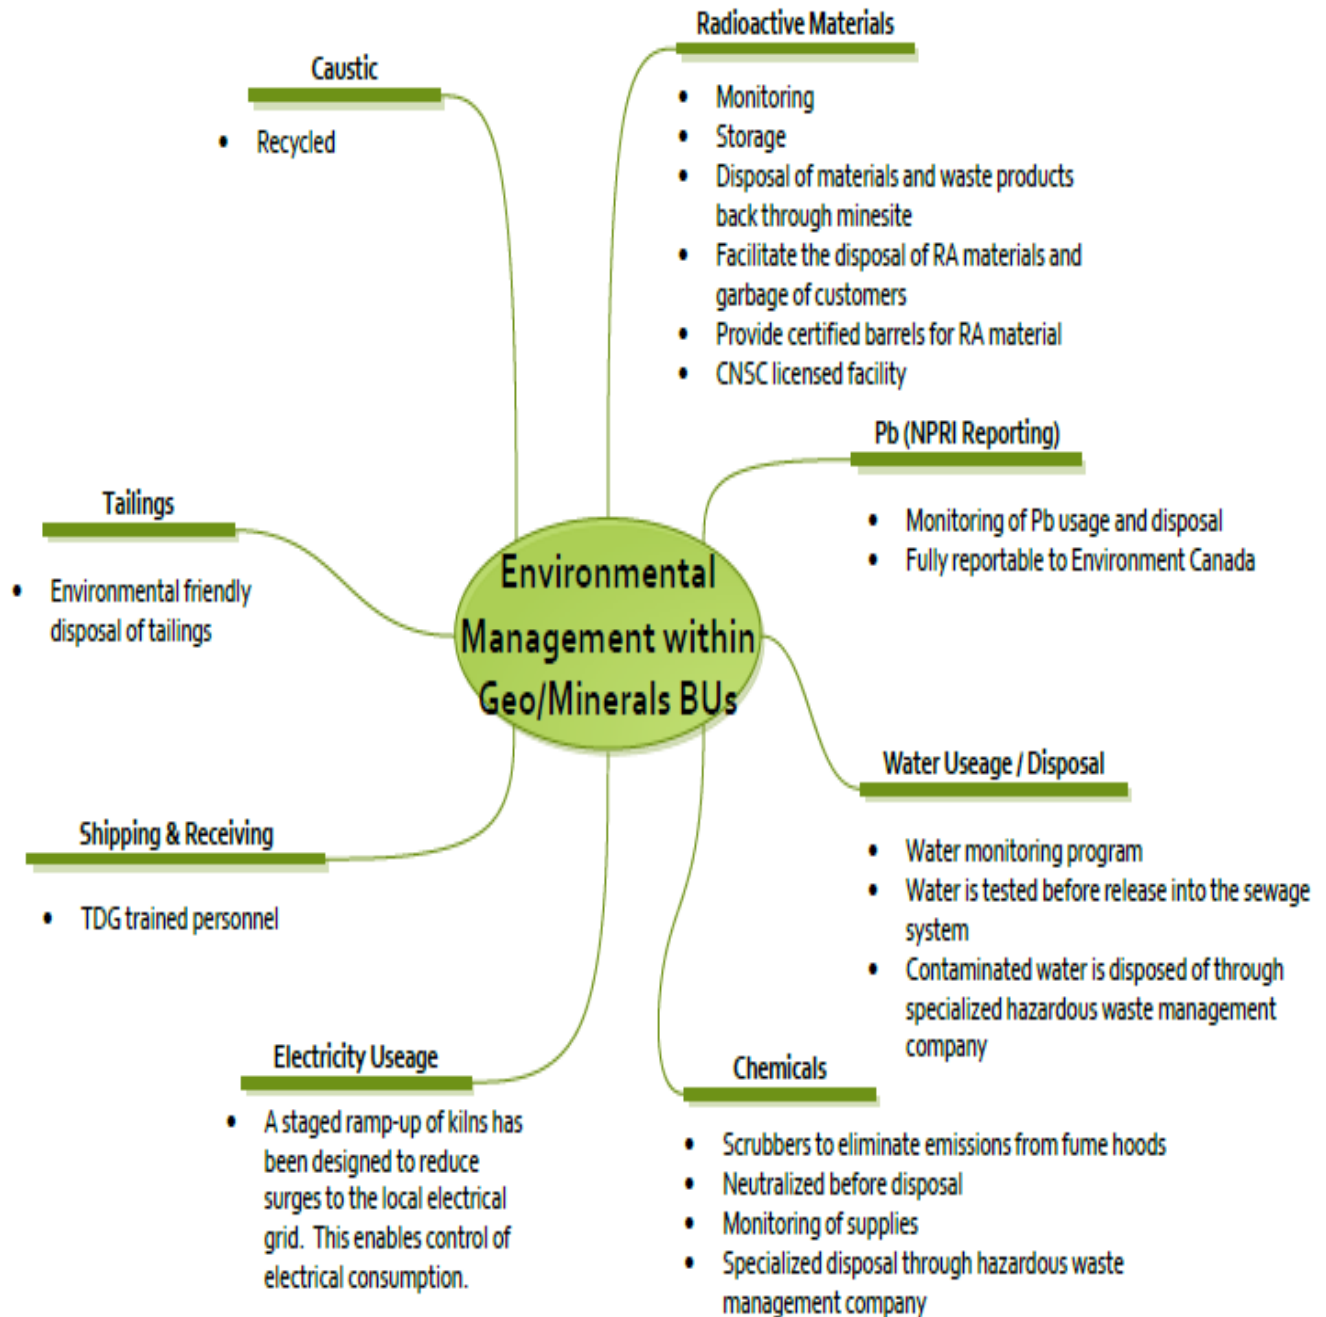 Radioactive Materials
• Monitoring
• Storage
• Disposal of materials and waste products
back through minesite
• Facilitate the disposal of RA materials and
garbage of customers
• Provide certified barrels for RA material
• CNSC licensed facility
Caustic
• Recycled
Pb (NPRI Reporting)
• Monitoring of Pb usage and disposal
• Fully reportable to Environment Canada
Tailings
• Environmental friendly
disposal of tailings
Environmental
Management within
Geo/Minerals BUs
Water Useage / Disposal
• Water monitoring program
• Water is tested before release into the sewage
system
• Contaminated water is disposed of through
specialized hazardous waste management
company
Shipping & Receiving
• TDG trained personnel
Electricity Useage
• A staged ramp-up of kilns has
been designed to reduce
surges to the local electrical
grid. This enables control of
electrical consumption.
Chemicals
• Scrubbers to eliminate emissions from fume hoods
• Neutralized before disposal
• Monitoring of supplies
• Specialized disposal through hazardous waste
management company